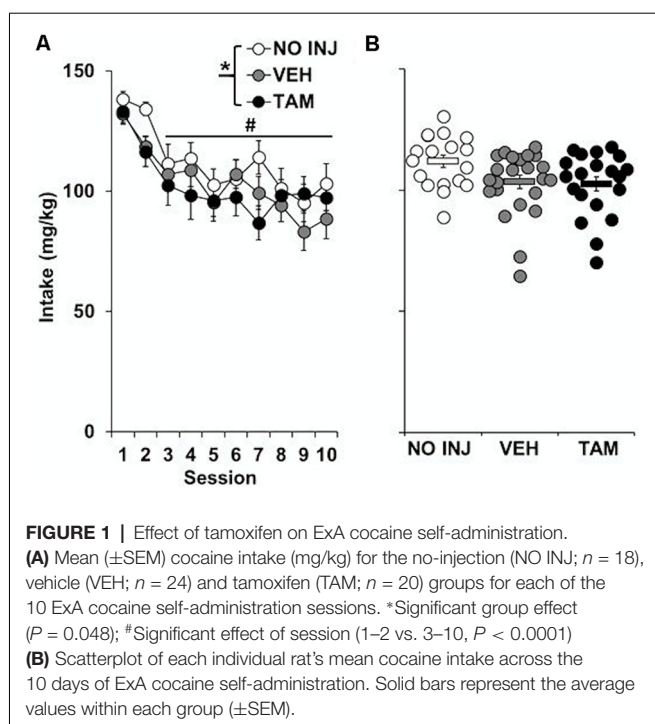 A
B
* NO INJ
VEH
TAM
#
150
100
50
0
Intake (mg/kg)
1 2 3 4 5 6 7 8 9 10
Session
NO INJ VEH TAM
FIGURE 1 | Effect of tamoxifen on ExA cocaine self-administration.
(A) Mean (±SEM) cocaine intake (mg/kg) for the no-injection (NO INJ; n = 18),
vehicle (VEH; n = 24) and tamoxifen (TAM; n = 20) groups for each of the
10 ExA cocaine self-administration sessions. *Significant group effect
(P = 0.048); #Significant effect of session (1–2 vs. 3–10, P < 0.0001)
(B) Scatterplot of each individual rat's mean cocaine intake across the
10 days of ExA cocaine self-administration. Solid bars represent the average
values within each group (±SEM).